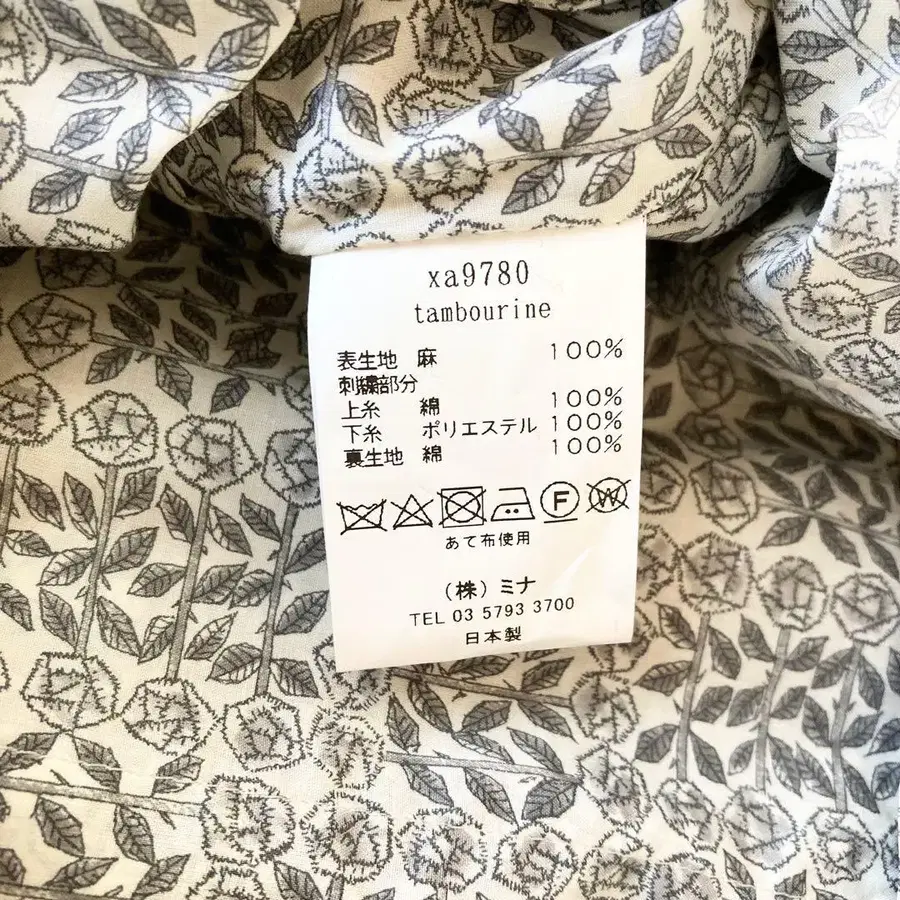 xa9780
tambourine
表生地 麻 100%
刺繍部分
上糸 綿 100%
下糸 ポリエステル 100%
裏生地 綿 100%
F W
あて布使用
(株)ミナ
TEL 03 5793 3700
日本製